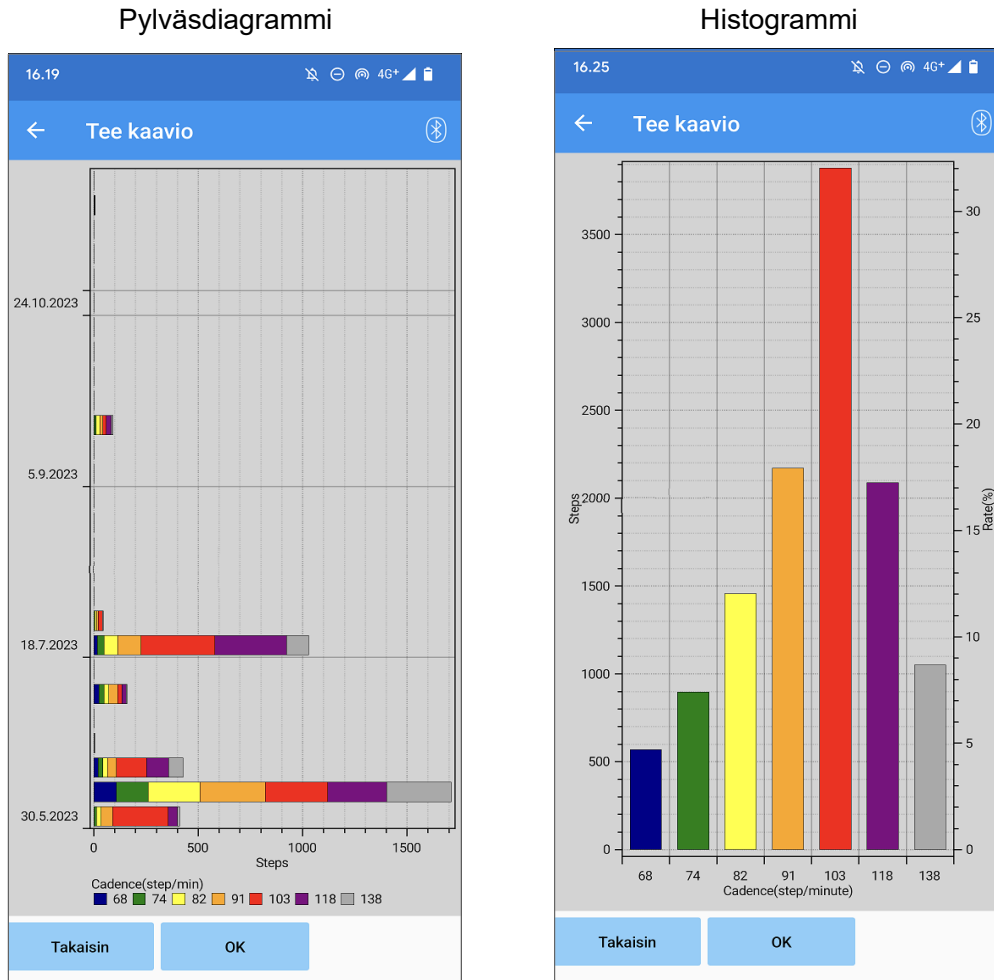 Pylväsdiagrammi
16.19
4G+
Tee kaavio
24.10.2023
5.9.2023
18.7.2023
30.5.2023
0 500 1000 1500
Steps
Cadence(step/min)
68 74 82 91 103 118 138
Takaisin OK
Histogrammi
16.25
4G+
Tee kaavio
3500
3000
2500
2000
1500
1000
500
0
Steps
30
25
20
15
10
5
0
Rate(%)
68 74 82 91 103 118 138
Cadence(step/minute)
Takaisin OK